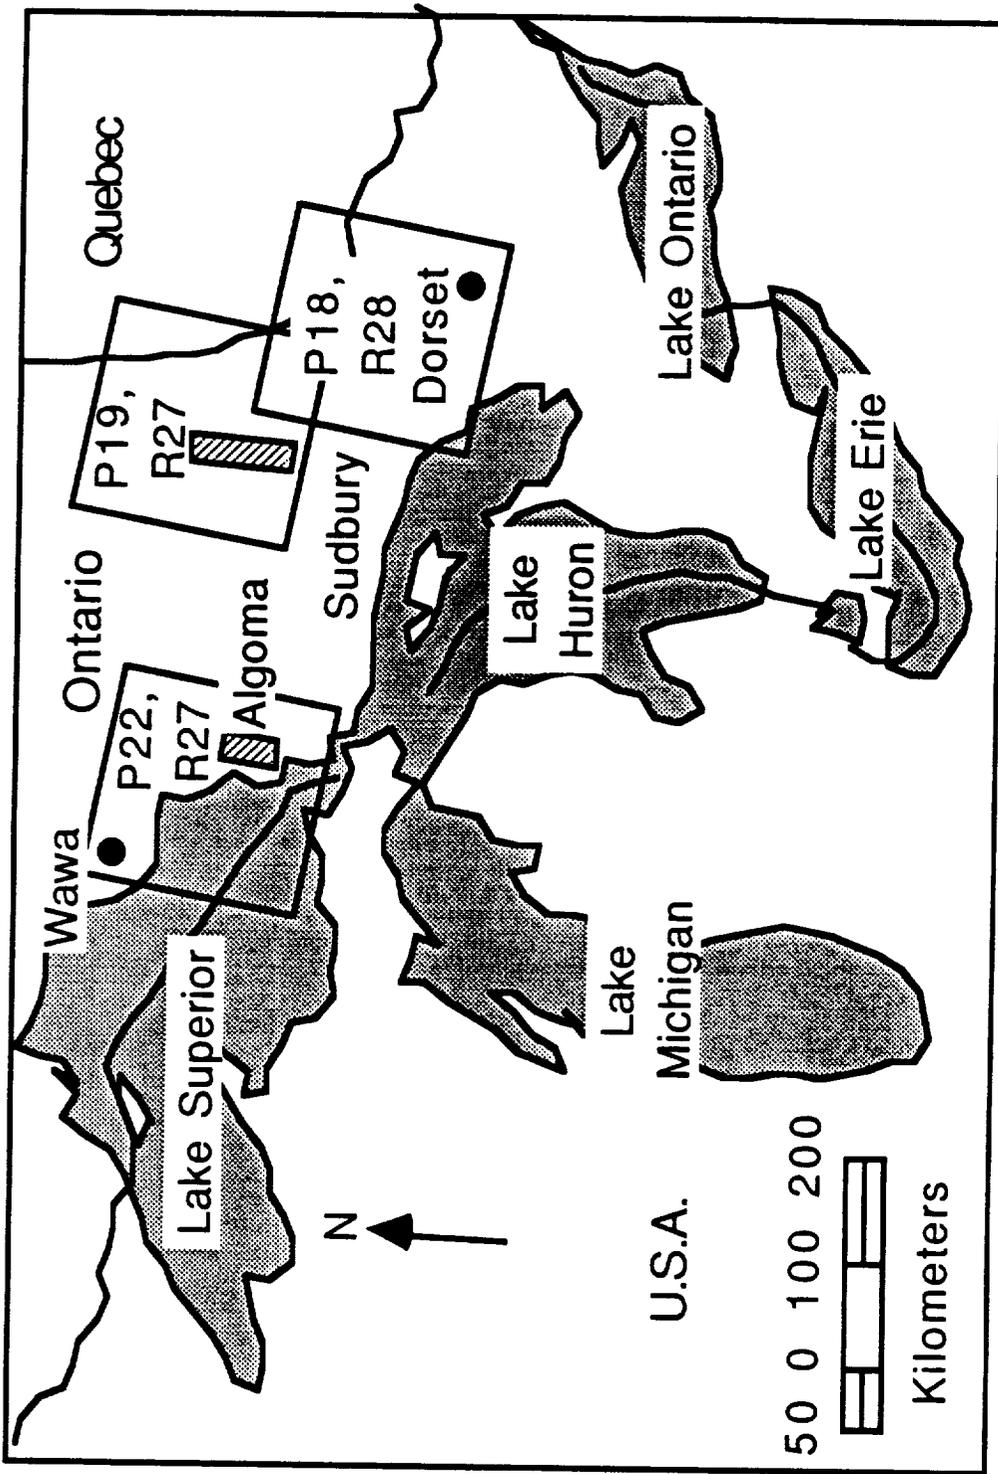 Quebec
Ontario
P19,
R27
P22,
R27
Wawa
Algoma
Sudbury
P18,
R28
Dorset
Lake Superior
N
Lake
Huron
Lake Ontario
Lake
Michigan
Lake Erie
U.S.A.
50 0 100 200
Kilometers